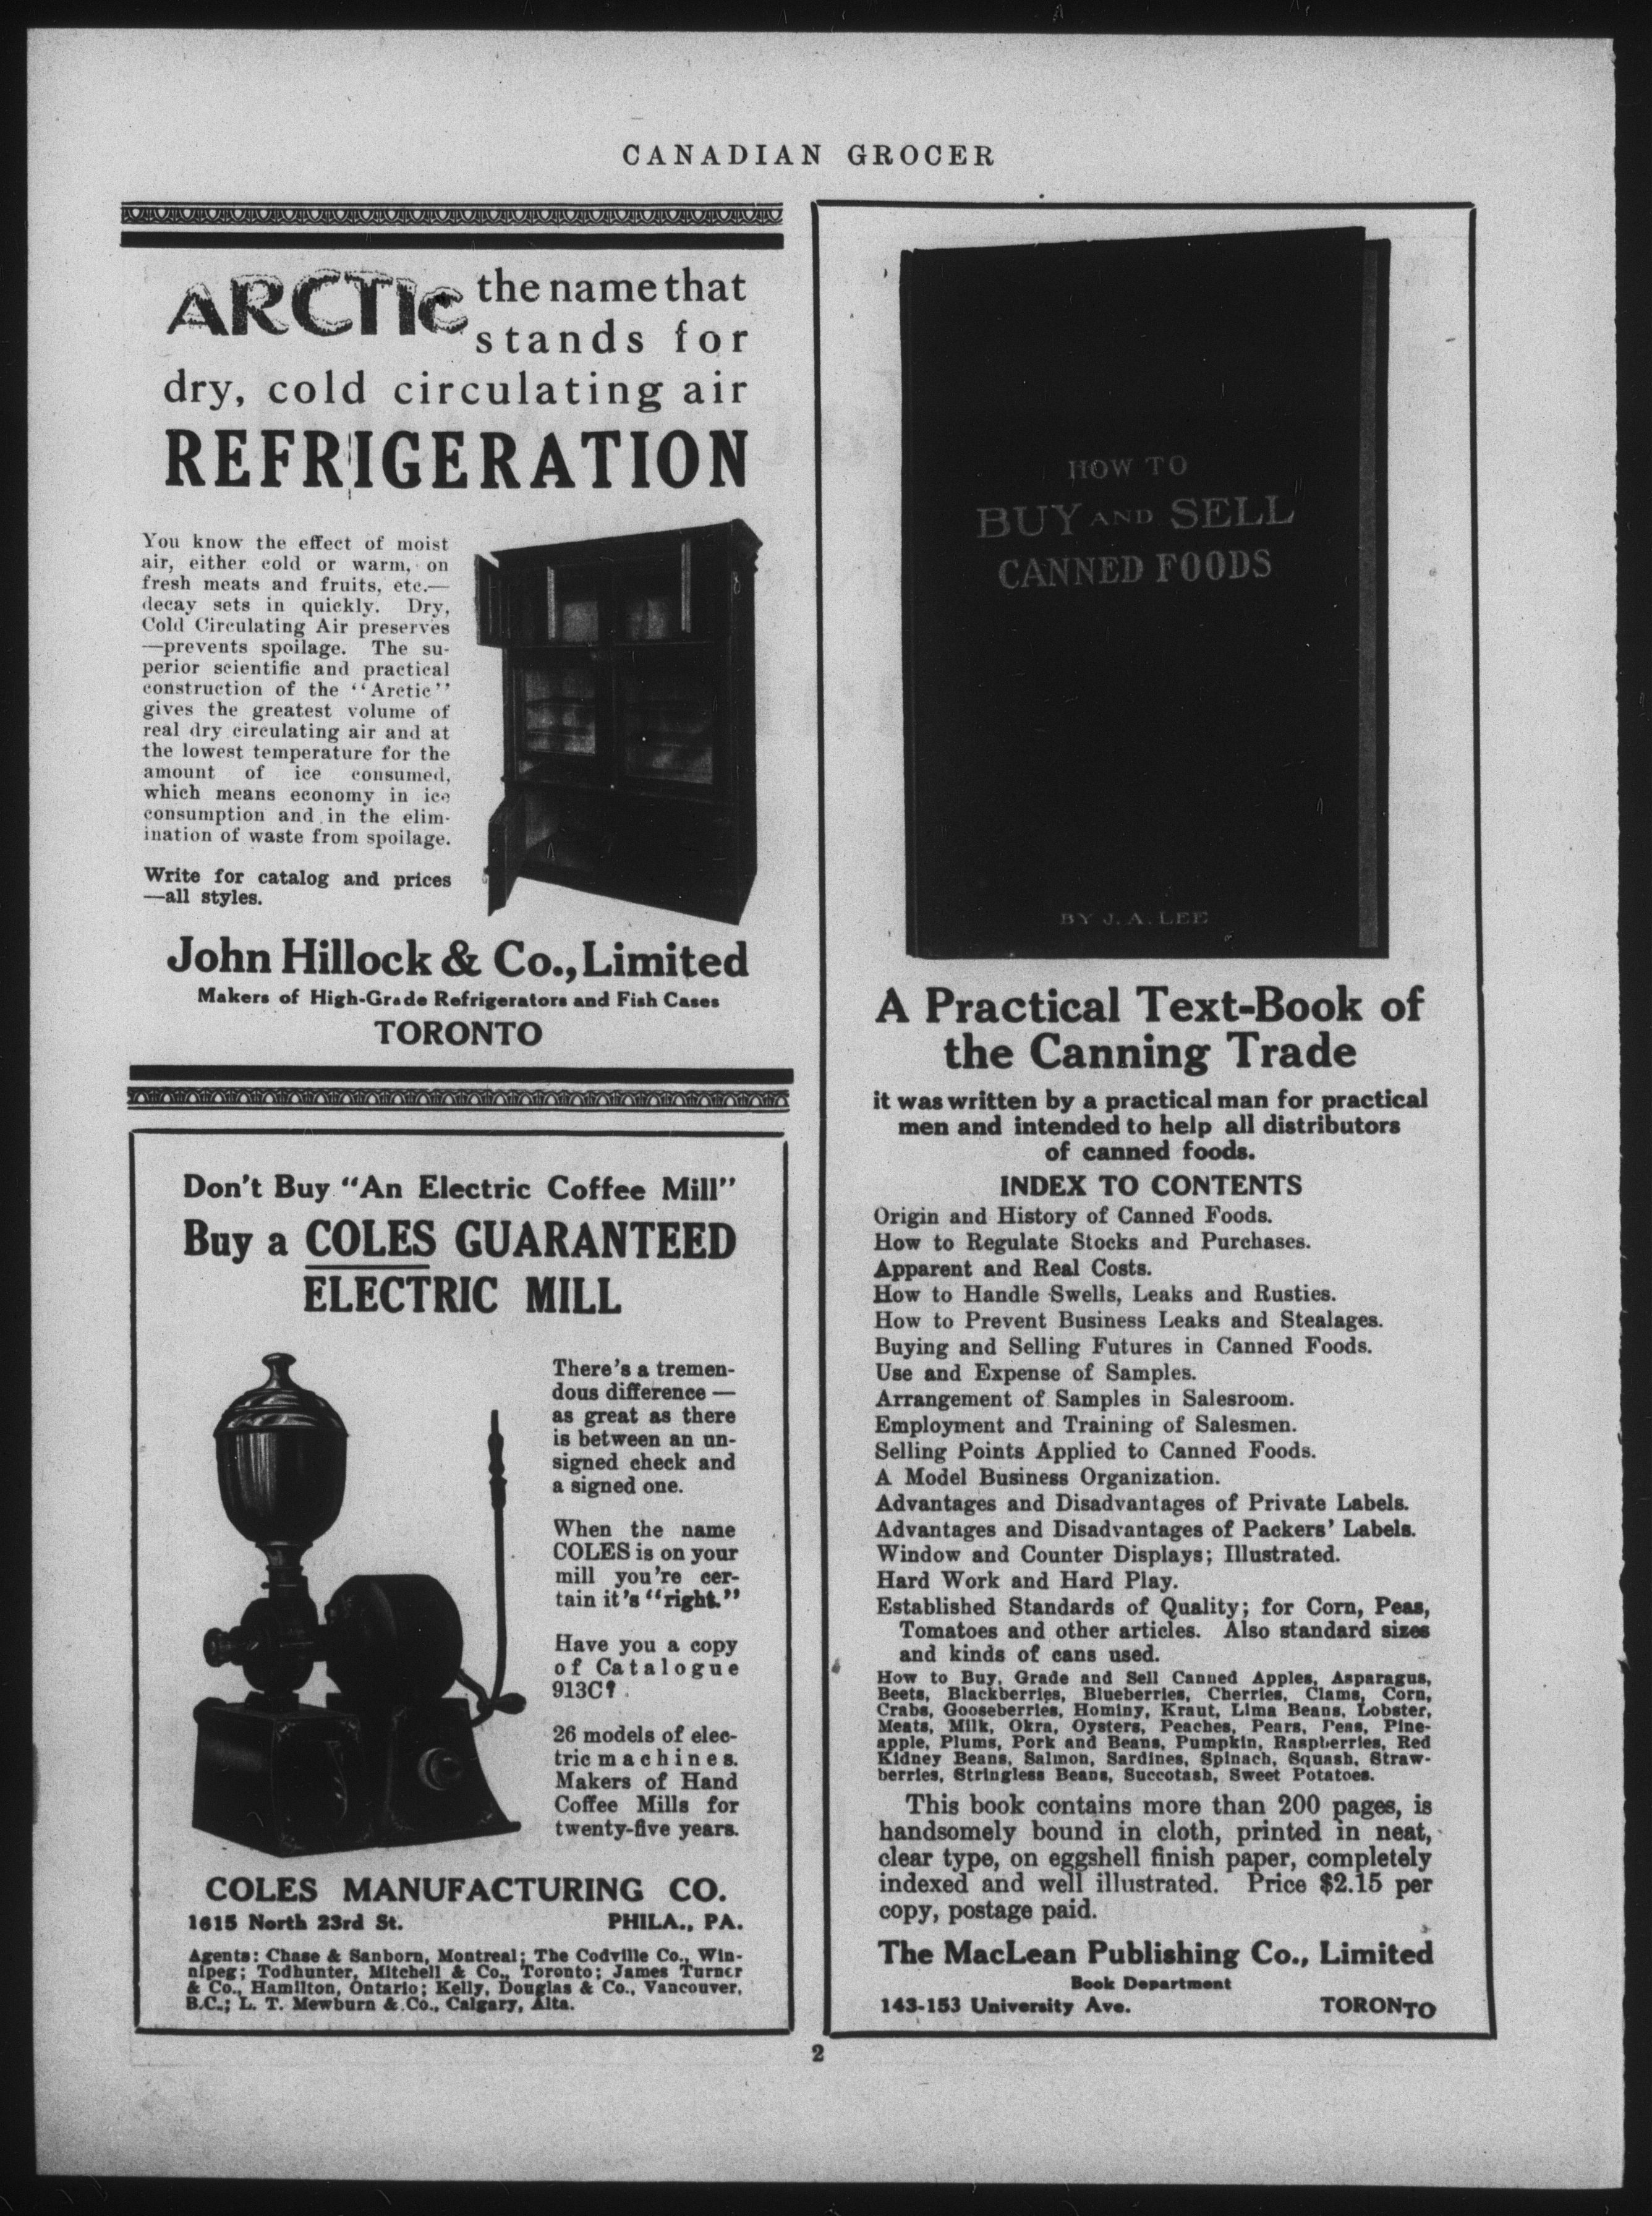 CANADIAN GROCER
ARCTIC the name that
stands for
dry, cold circulating air
REFRIGERATION
You know the effect of moist
air, either cold or warm, on
fresh meats and fruits, etc.—
decay sets in quickly. Dry,
Cold Circulating Air preserves
—prevents spoilage. The su-
perior scientific and practical
construction of the "Arctic"
gives the greatest volume of
real dry circulating air and at
the lowest temperature for the
amount of ice consumed,
which means economy in ice
consumption and in the elim-
ination of waste from spoilage.
Write for catalog and prices
—all styles.
John Hillock & Co., Limited
Makers of High-Grade Refrigerators and Fish Cases
TORONTO
Don't Buy "An Electric Coffee Mill"
Buy a COLES GUARANTEED
ELECTRIC MILL
There's a tremen-
dous difference —
as great as there
is between an un-
signed check and
a signed one.
When the name
COLES is on your
mill you're cer-
tain it's "right."
Have you a copy
of Catalogue
913C?
26 models of elec-
tric machines.
Makers of Hand
Coffee Mills for
twenty-five years.
COLES MANUFACTURING CO.
1615 North 23rd St. PHILA., PA.
Agents: Chase & Sanborn, Montreal; The Codville Co., Win-
nipeg; Todhunter, Mitchell & Co., Toronto; James Turner
& Co., Hamilton, Ontario; Kelly, Douglas & Co., Vancouver,
B.C.; L. T. Mewburn & Co., Calgary, Alta.
HOW TO
BUY AND SELL
CANNED FOODS
BY J. A. LEE
A Practical Text-Book of
the Canning Trade
it was written by a practical man for practical
men and intended to help all distributors
of canned foods.
INDEX TO CONTENTS
Origin and History of Canned Foods.
How to Regulate Stocks and Purchases.
Apparent and Real Costs.
How to Handle Swells, Leaks and Rusties.
How to Prevent Business Leaks and Stealages.
Buying and Selling Futures in Canned Foods.
Use and Expense of Samples.
Arrangement of Samples in Salesroom.
Employment and Training of Salesmen.
Selling Points Applied to Canned Foods.
A Model Business Organization.
Advantages and Disadvantages of Private Labels.
Advantages and Disadvantages of Packers' Labels.
Window and Counter Displays; Illustrated.
Hard Work and Hard Play.
Established Standards of Quality; for Corn, Peas,
Tomatoes and other articles. Also standard sizes
and kinds of cans used.
How to Buy, Grade and Sell Canned Apples, Asparagus,
Beets, Blackberries, Blueberries, Cherries, Clams, Corn,
Crabs, Gooseberries, Hominy, Kraut, Lima Beans, Lobster,
Meats, Milk, Okra, Oysters, Peaches, Pears, Peas, Pine-
apple, Plums, Pork and Beans, Pumpkin, Raspberries, Red
Kidney Beans, Salmon, Sardines, Spinach, Squash, Straw-
berries, Stringless Beans, Succotash, Sweet Potatoes.
This book contains more than 200 pages, is
handsomely bound in cloth, printed in neat,
clear type, on eggshell finish paper, completely
indexed and well illustrated. Price $2.15 per
copy, postage paid.
The MacLean Publishing Co., Limited
Book Department
143-153 University Ave. TORONTO
2